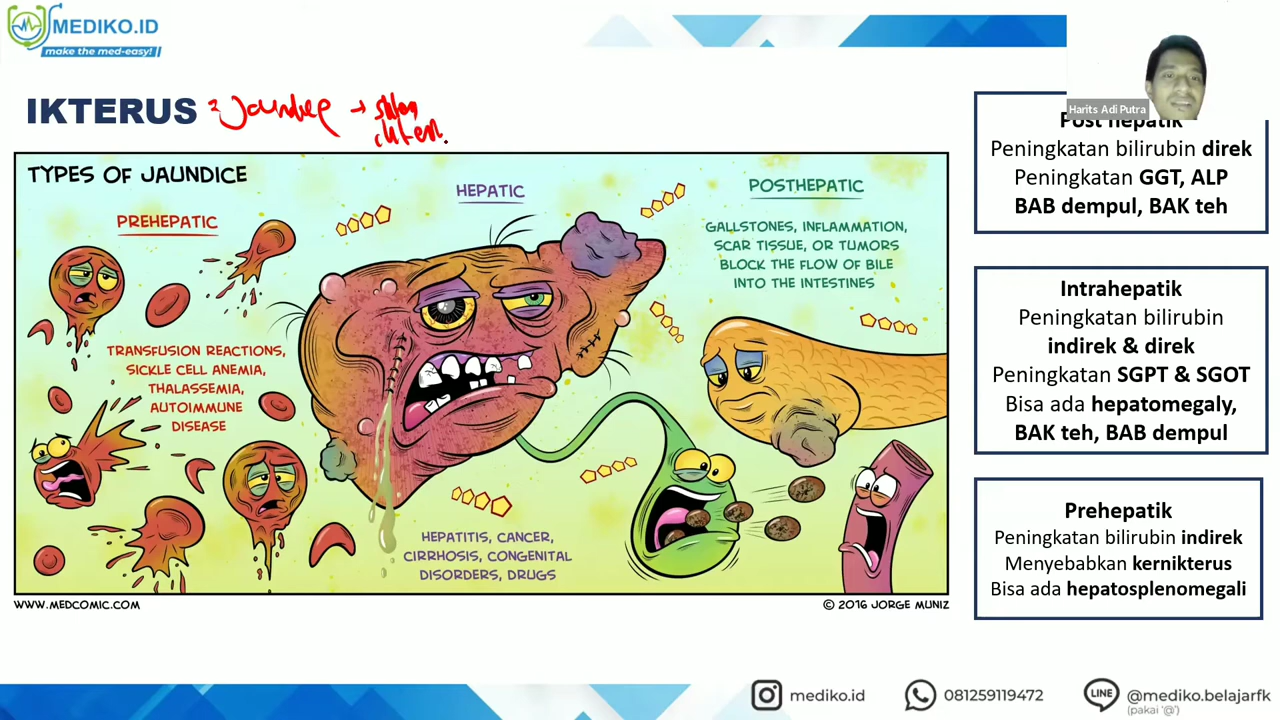 MEDIKO.ID
make the med-easy!
IKTERUS
Jaundice →
TYPES OF JAUNDICE
PREHEPATIC
HEPATIC
POSTHEPATIC
GALLSTONES, INFLAMMATION,
SCAR TISSUE, OR TUMORS
BLOCK THE FLOW OF BILE
INTO THE INTESTINES
TRANSFUSION REACTIONS,
SICKLE CELL ANEMIA,
THALASSEMIA,
AUTOIMMUNE
DISEASE
HEPATITIS, CANCER,
CIRRHOSIS, CONGENITAL
DISORDERS, DRUGS
WWW.MEDCOMIC.COM
© 2016 JORGE MUNIZ
Harits Adi Putra
Post hepatik
Peningkatan bilirubin direk
Peningkatan GGT, ALP
BAB dempul, BAK teh
Intrahepatik
Peningkatan bilirubin
indirek & direk
Peningkatan SGPT & SGOT
Bisa ada hepatomegaly,
BAK teh, BAB dempul
Prehepatik
Peningkatan bilirubin indirek
Menyebabkan kernikterus
Bisa ada hepatosplenomegali
mediko.id
081259119472
LINE
@mediko.belajarfk
(pakai '@')